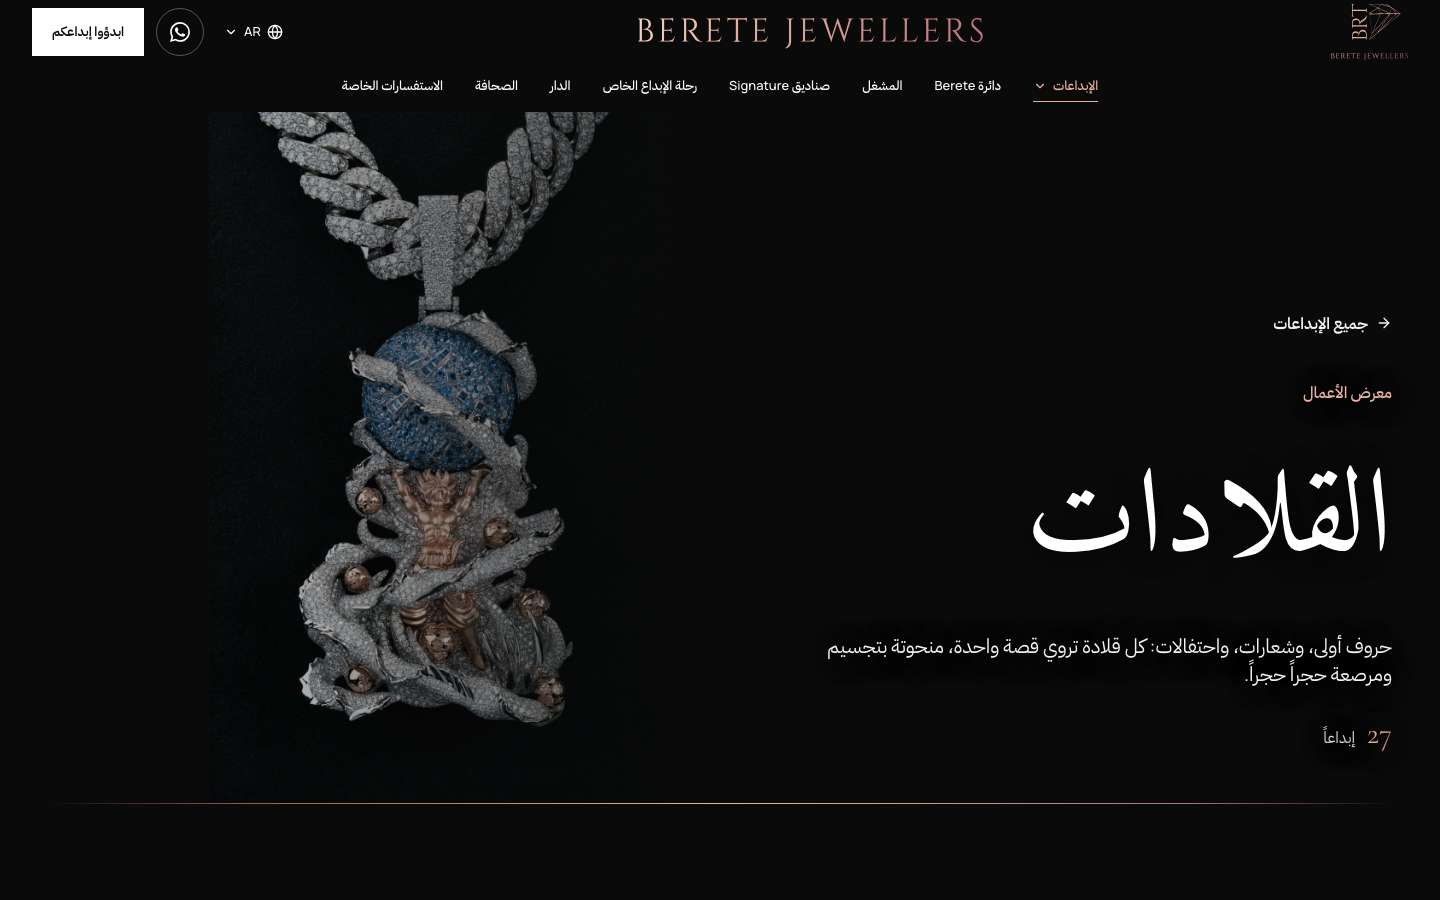 BRT
BERETE JEWELLERS
BERETE JEWELLERS
AR
ابدؤوا إبداعكم
الإبداعات
دائرة Berete
المشغل
صناديق Signature
رحلة الإبداع الخاص
الدار
الصحافة
الاستفسارات الخاصة
جميع الإبداعات
معرض الأعمال
القلادات
حروف أولى، وشعارات، واحتفالات: كل قلادة تروي قصة واحدة، منحوتة بتجسيم
ومرصعة حجراً حجراً.
27 إبداعاً